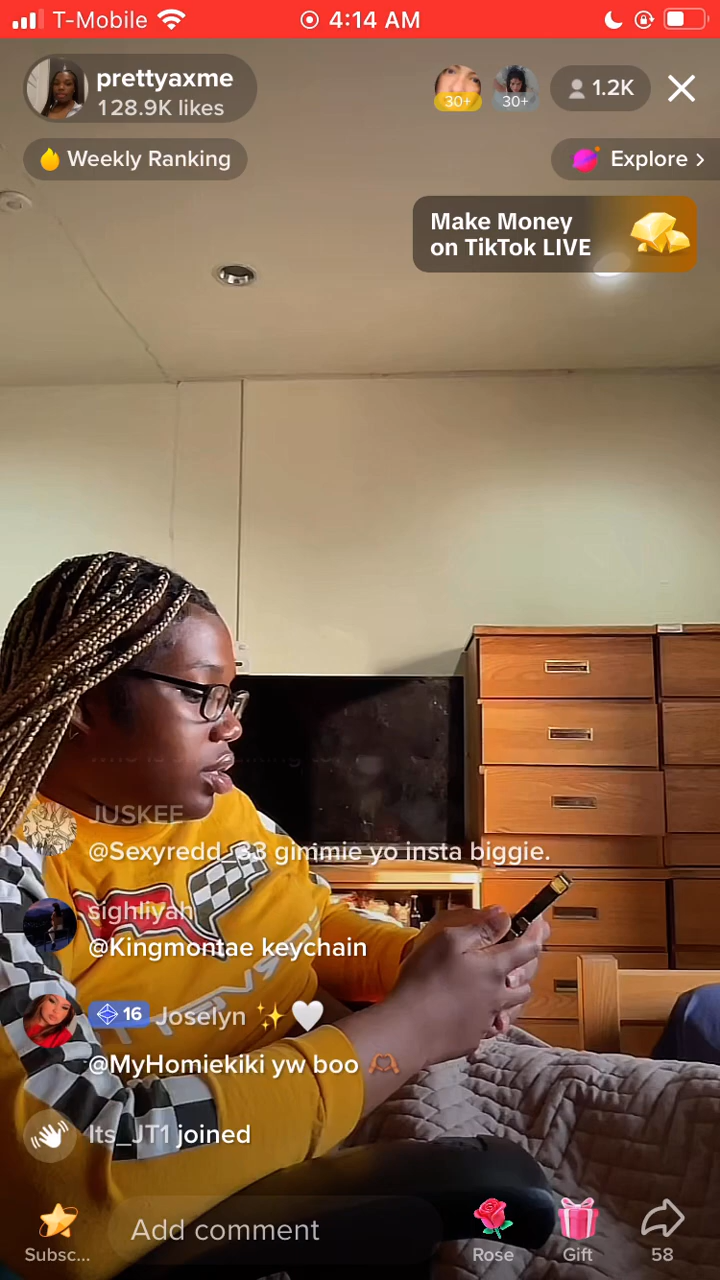 T-Mobile
4:14 AM
prettyaxme
128.9K likes
30+
30+
1.2K
Weekly Ranking
Explore >
Make Money
on TikTok LIVE
JUSKEE
@Sexyredd_33 gimmie yo insta biggie.
sighliyah
@Kingmontae keychain
16 Joselyn ✨🤍
@MyHomiekiki yw boo 🫶🏽
Its_JT1 joined
Subsc...
Add comment
Rose
Gift
58